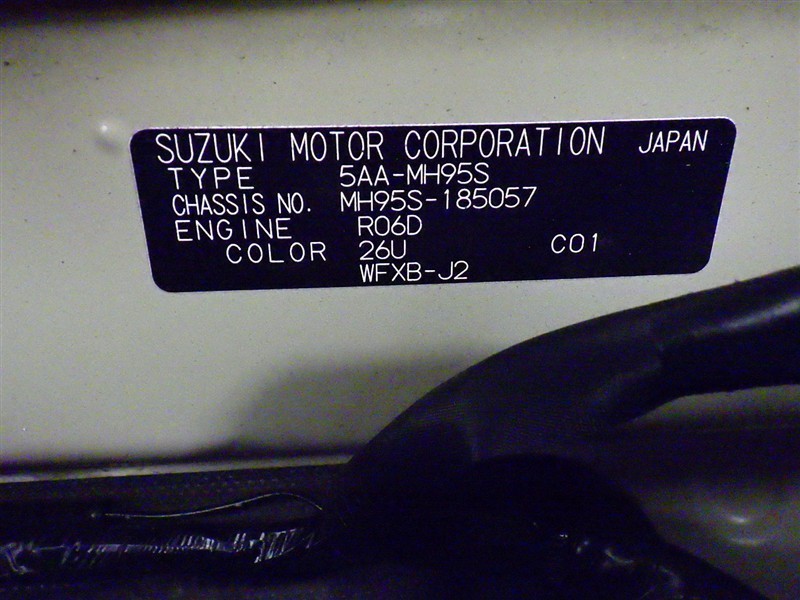 SUZUKI MOTOR CORPORATION JAPAN
TYPE 5AA-MH95S
CHASSIS NO. MH95S-185057
ENGINE R06D
COLOR 26U C01
WFXB-J2